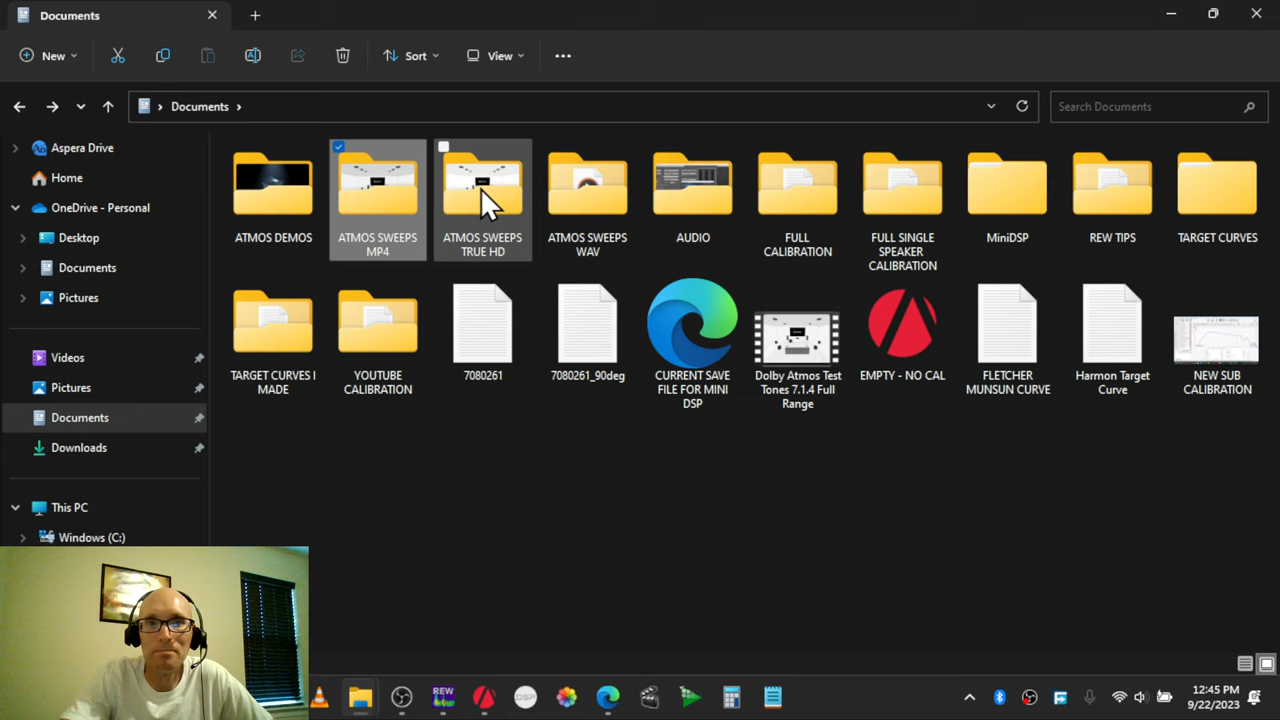 Documents
New
Sort
View
Documents
Search Documents
Aspera Drive
Home
OneDrive - Personal
Desktop
Documents
Pictures
Videos
Pictures
Documents
Downloads
This PC
Windows (C:)
ATMOS DEMOS
ATMOS SWEEPS
MP4
ATMOS SWEEPS
TRUE HD
ATMOS SWEEPS
WAV
AUDIO
FULL
CALIBRATION
FULL SINGLE
SPEAKER
CALIBRATION
MiniDSP
REW TIPS
TARGET CURVES
TARGET CURVES I
MADE
YOUTUBE
CALIBRATION
7080261
7080261_90deg
CURRENT SAVE
FILE FOR MINI
DSP
Dolby Atmos Test
Tones 7.1.4 Full
Range
EMPTY - NO CAL
FLETCHER
MUNSUN CURVE
Harmon Target
Curve
NEW SUB
CALIBRATION
REW
DSP
12:45 PM
9/22/2023